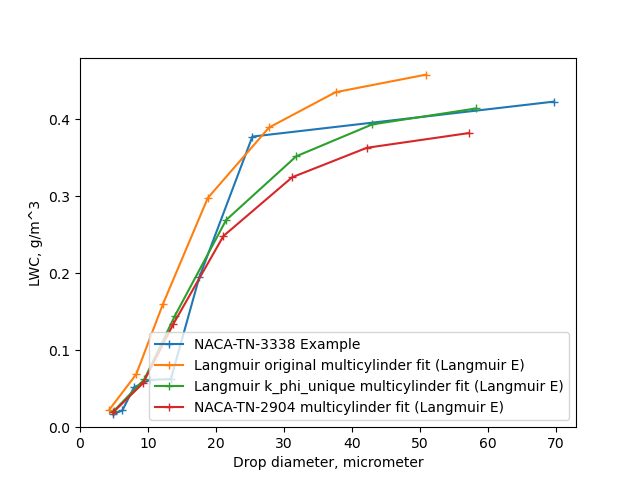 0.4
0.3
0.2
0.1
0.0
LWC, g/m^3
NACA-TN-3338 Example
Langmuir original multicylinder fit (Langmuir E)
Langmuir k_phi_unique multicylinder fit (Langmuir E)
NACA-TN-2904 multicylinder fit (Langmuir E)
0 10 20 30 40 50 60 70
Drop diameter, micrometer